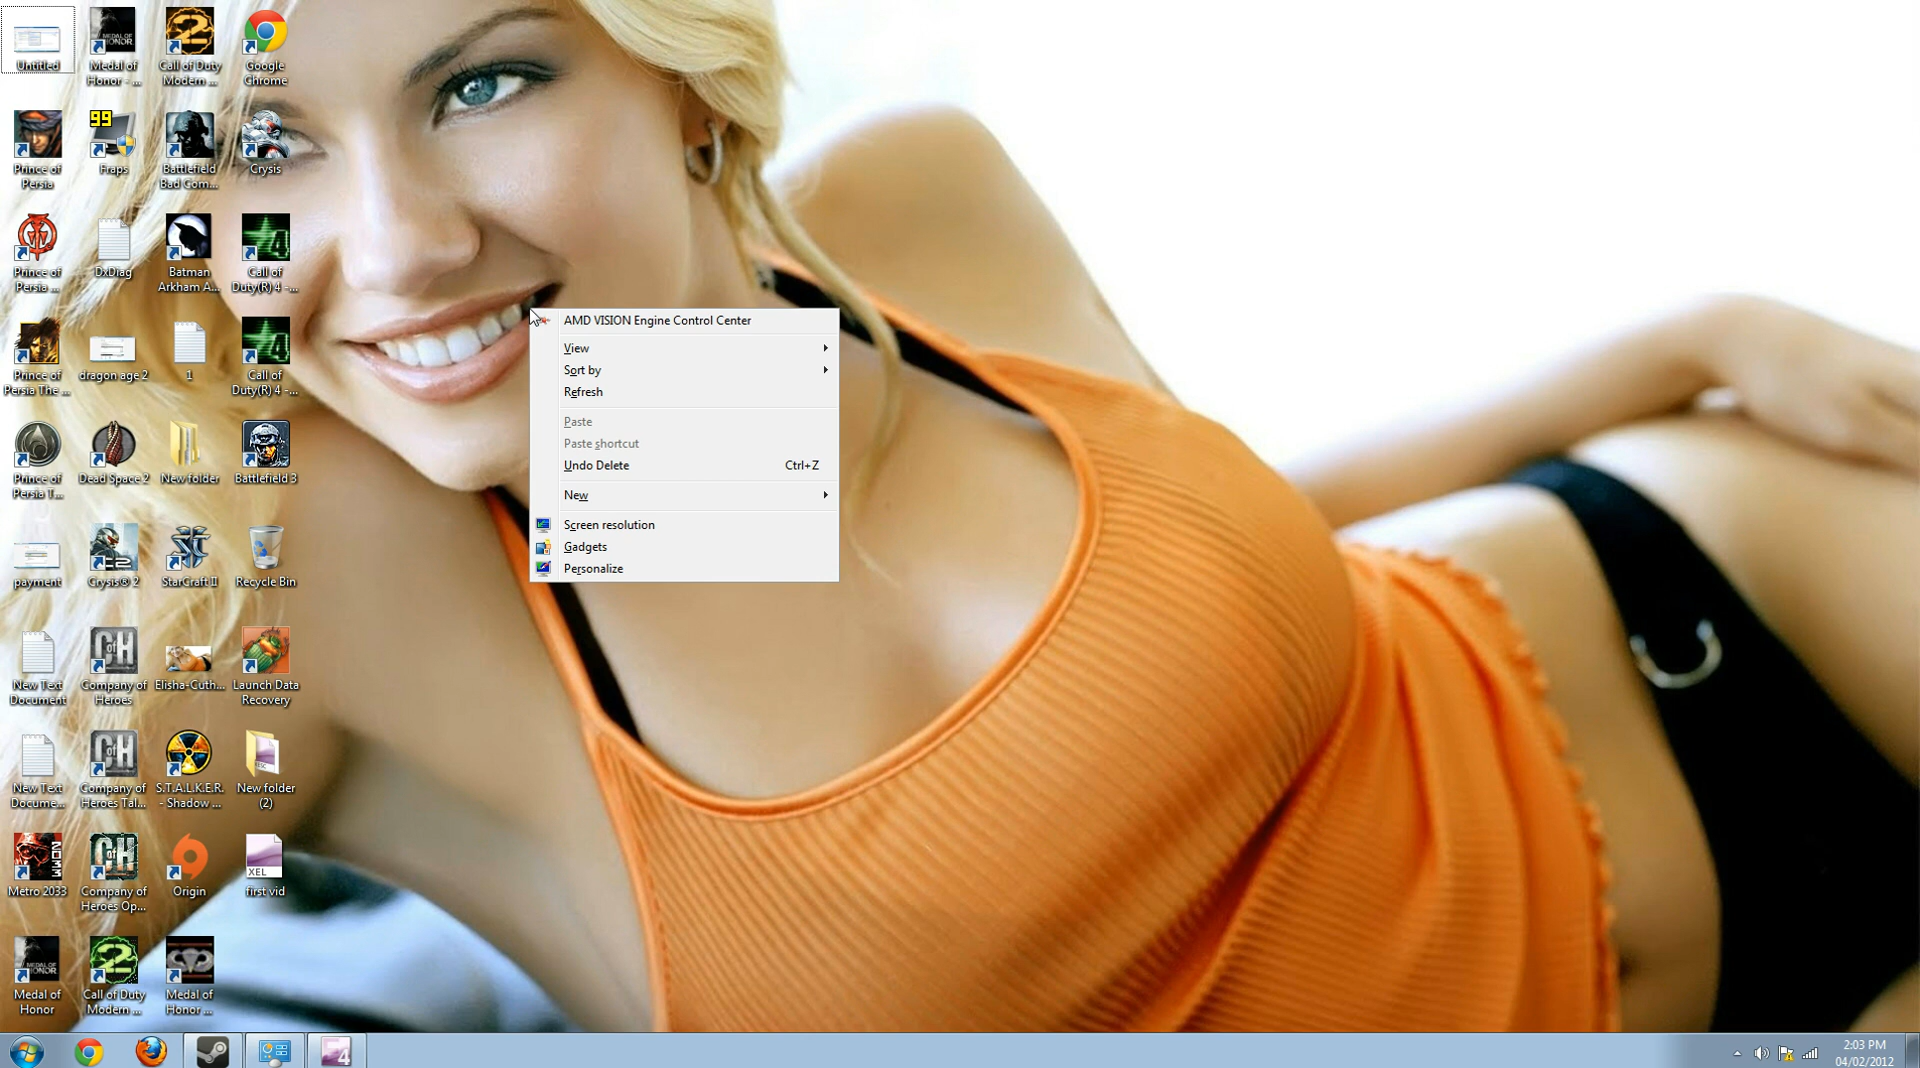 Untitled
Medal of
Honor - ...
Call of Duty
Modern ...
Google
Chrome
Prince of
Persia
99
Fraps
Battlefield
Bad Com...
Crysis
Prince of
Persia ...
DxDiag
Batman
Arkham A...
4
Call of
Duty(R) 4 -...
Prince of
Persia The ...
dragon age 2
1
4
Call of
Duty(R) 4 -...
Prince of
Persia T...
Dead Space 2
New folder
Battlefield 3
payment
Crysis® 2
StarCraft II
Recycle Bin
New Text
Document
Company of
Heroes
Elisha-Cuth...
Launch Data
Recovery
New Text
Docume...
Company of
Heroes Tal...
S.T.A.L.K.E.R.
- Shadow ...
New folder
(2)
Metro 2033
Company of
Heroes Op...
Origin
XEL
first vid
Medal of
Honor
2
Call of Duty
Modern ...
Medal of
Honor ...
AMD VISION Engine Control Center
View
Sort by
Refresh
Paste
Paste shortcut
Undo Delete Ctrl+Z
New
Screen resolution
Gadgets
Personalize
4
2:03 PM
04/02/2012